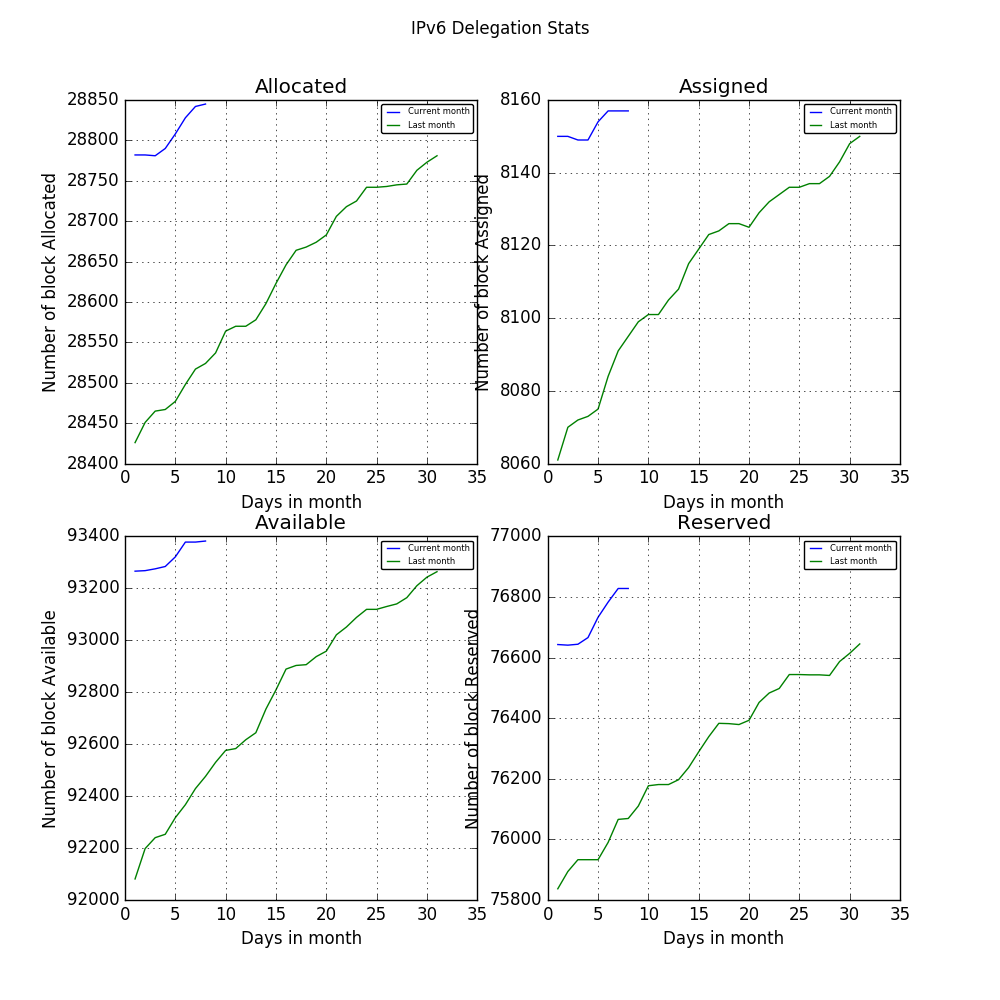 IPv6 Delegation Stats
Allocated
Number of block Allocated
28850
28800
28750
28700
28650
28600
28550
28500
28450
28400
0 5 10 15 20 25 30 35
Days in month
Current month
Last month
Assigned
Number of block Assigned
8160
8140
8120
8100
8080
8060
0 5 10 15 20 25 30 35
Days in month
Current month
Last month
Available
Number of block Available
93400
93200
93000
92800
92600
92400
92200
92000
0 5 10 15 20 25 30 35
Days in month
Current month
Last month
Reserved
Number of block Reserved
77000
76800
76600
76400
76200
76000
75800
0 5 10 15 20 25 30 35
Days in month
Current month
Last month